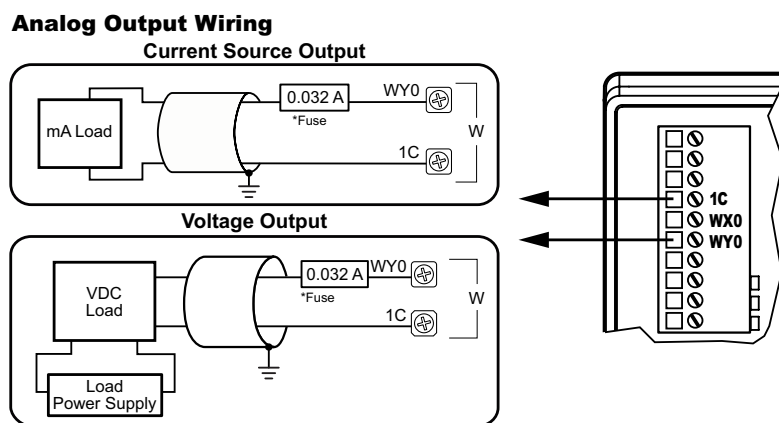 Analog Output Wiring
Current Source Output
mA Load
0.032 A
*Fuse
WY0
1C
W
Voltage Output
VDC
Load
0.032 A
*Fuse
WY0
1C
W
Load
Power Supply
1C
WX0
WY0